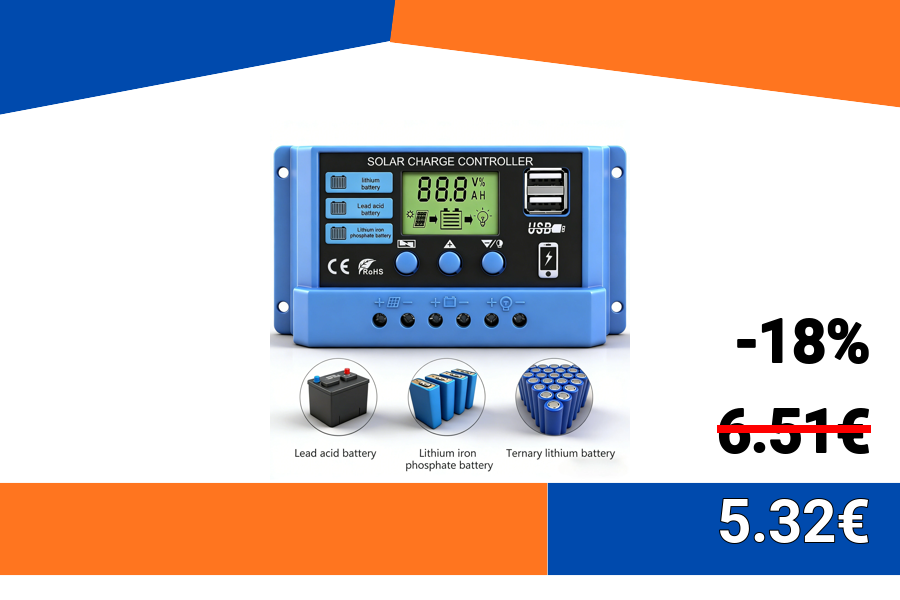 SOLAR CHARGE CONTROLLER
lithium
battery
Lead acid
battery
Lithium iron
phosphate battery
88.8 V%
AH
USB
CE RoHS
-18%
6.51€
Lead acid battery
Lithium iron
phosphate battery
Ternary lithium battery
5.32€